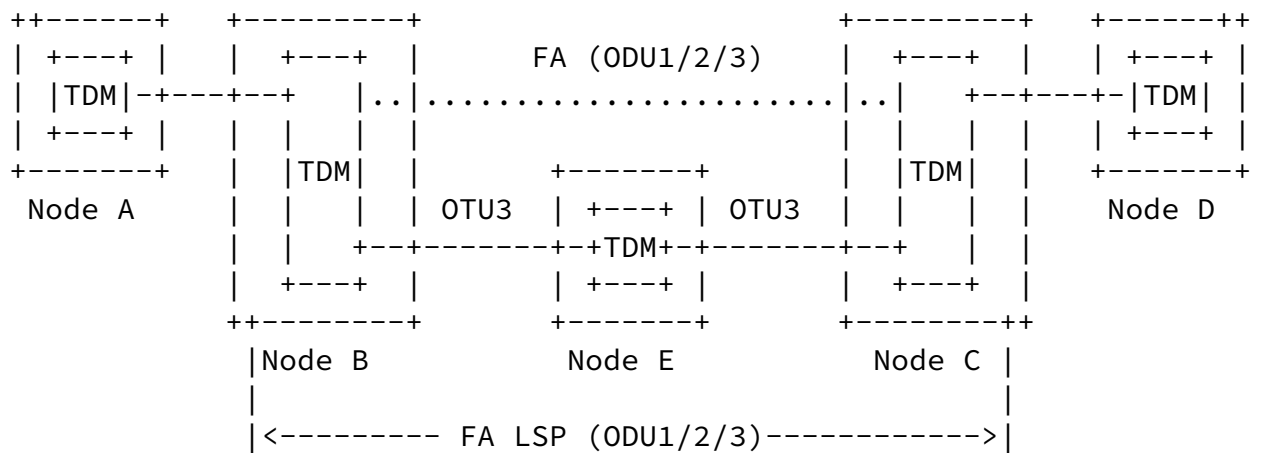 FA (ODU1/2/3)
TDM TDM
TDM TDM
Node A OTU3 OTU3 Node D
TDM
Node B Node E Node C
FA LSP (ODU1/2/3)